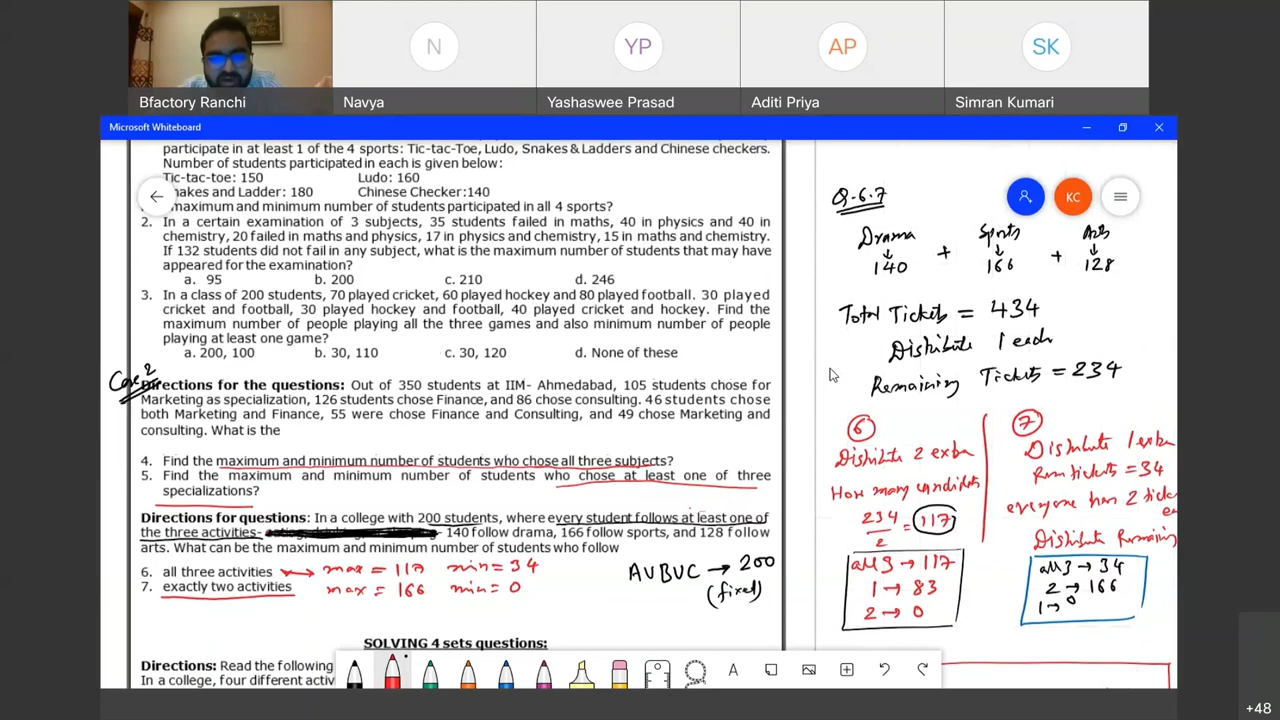 N
YP
AP
SK
Bfactory Ranchi
Navya
Yashaswee Prasad
Aditi Priya
Simran Kumari
Microsoft Whiteboard
participate in at least 1 of the 4 sports: Tic-tac-Toe, Ludo, Snakes & Ladders and Chinese checkers.
Number of students participated in each is given below:
Tic-tac-toe: 150 Ludo: 160
nakes and Ladder: 180 Chinese Checker:140
maximum and minimum number of students participated in all 4 sports?
2. In a certain examination of 3 subjects, 35 students failed in maths, 40 in physics and 40 in
chemistry, 20 failed in maths and physics, 17 in physics and chemistry, 15 in maths and chemistry.
If 132 students did not fail in any subject, what is the maximum number of students that may have
appeared for the examination?
a. 95 b. 200 c. 210 d. 246
3. In a class of 200 students, 70 played cricket, 60 played hockey and 80 played football. 30 played
cricket and football, 30 played hockey and football, 40 played cricket and hockey. Find the
maximum number of people playing all the three games and also minimum number of people
playing at least one game?
a. 200, 100 b. 30, 110 c. 30, 120 d. None of these
Case 2
Directions for the questions: Out of 350 students at IIM- Ahmedabad, 105 students chose for
Marketing as specialization, 126 students chose Finance, and 86 chose consulting. 46 students chose
both Marketing and Finance, 55 were chose Finance and Consulting, and 49 chose Marketing and
consulting. What is the
4. Find the maximum and minimum number of students who chose all three subjects?
5. Find the maximum and minimum number of students who chose at least one of three
specializations?
Directions for questions: In a college with 200 students, where every student follows at least one of
the three activities- 140 follow drama, 166 follow sports, and 128 follow
arts. What can be the maximum and minimum number of students who follow
6. all three activities → max = 117 min = 34
7. exactly two activities max = 166 min = 0
AUBUC → 200
(fixed)
SOLVING 4 sets questions:
Directions: Read the following
In a college, four different activ
Q-6.7
KC
Drama Sports Arts
140 + 166 + 128
Total Tickets = 434
Distribute 1 each
Remaining Tickets = 234
6
Distribute 2 extra
How many candidates
234/2 = 117
all 3 → 117
1 → 83
2 → 0
7
Distribute 1 extra
Rem tickets = 34
everyone has 2 ticke
ea
Distribute Remaining
all 3 → 34
2 → 166
1 → 0
A
+48